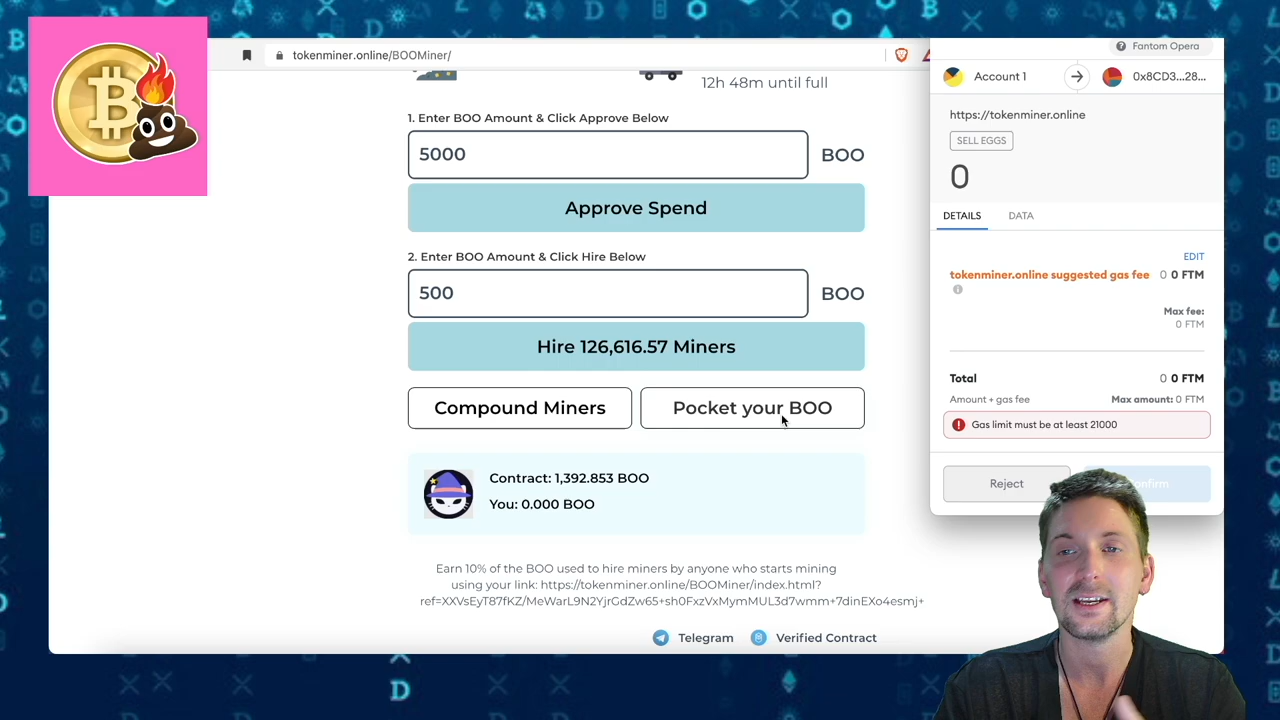 tokenminer.online/BOOMiner/
12h 48m until full
1. Enter BOO Amount & Click Approve Below
5000
BOO
Approve Spend
2. Enter BOO Amount & Click Hire Below
500
BOO
Hire 126,616.57 Miners
Compound Miners
Pocket your BOO
Contract: 1,392.853 BOO
You: 0.000 BOO
Earn 10% of the BOO used to hire miners by anyone who starts mining
using your link: https://tokenminer.online/BOOMiner/index.html?
ref=XXVsEyT87fKZ/MeWarL9N2YjrGdZw65+sh0FxzVxMymMUL3d7wmm+7dinEXo4esmj+
Telegram
Verified Contract
Fantom Opera
Account 1
0x8CD3...28...
https://tokenminer.online
SELL EGGS
0
DETAILS
DATA
EDIT
tokenminer.online suggested gas fee
0 0 FTM
Max fee:
0 FTM
Total
0 0 FTM
Amount + gas fee
Max amount: 0 FTM
Gas limit must be at least 21000
Reject